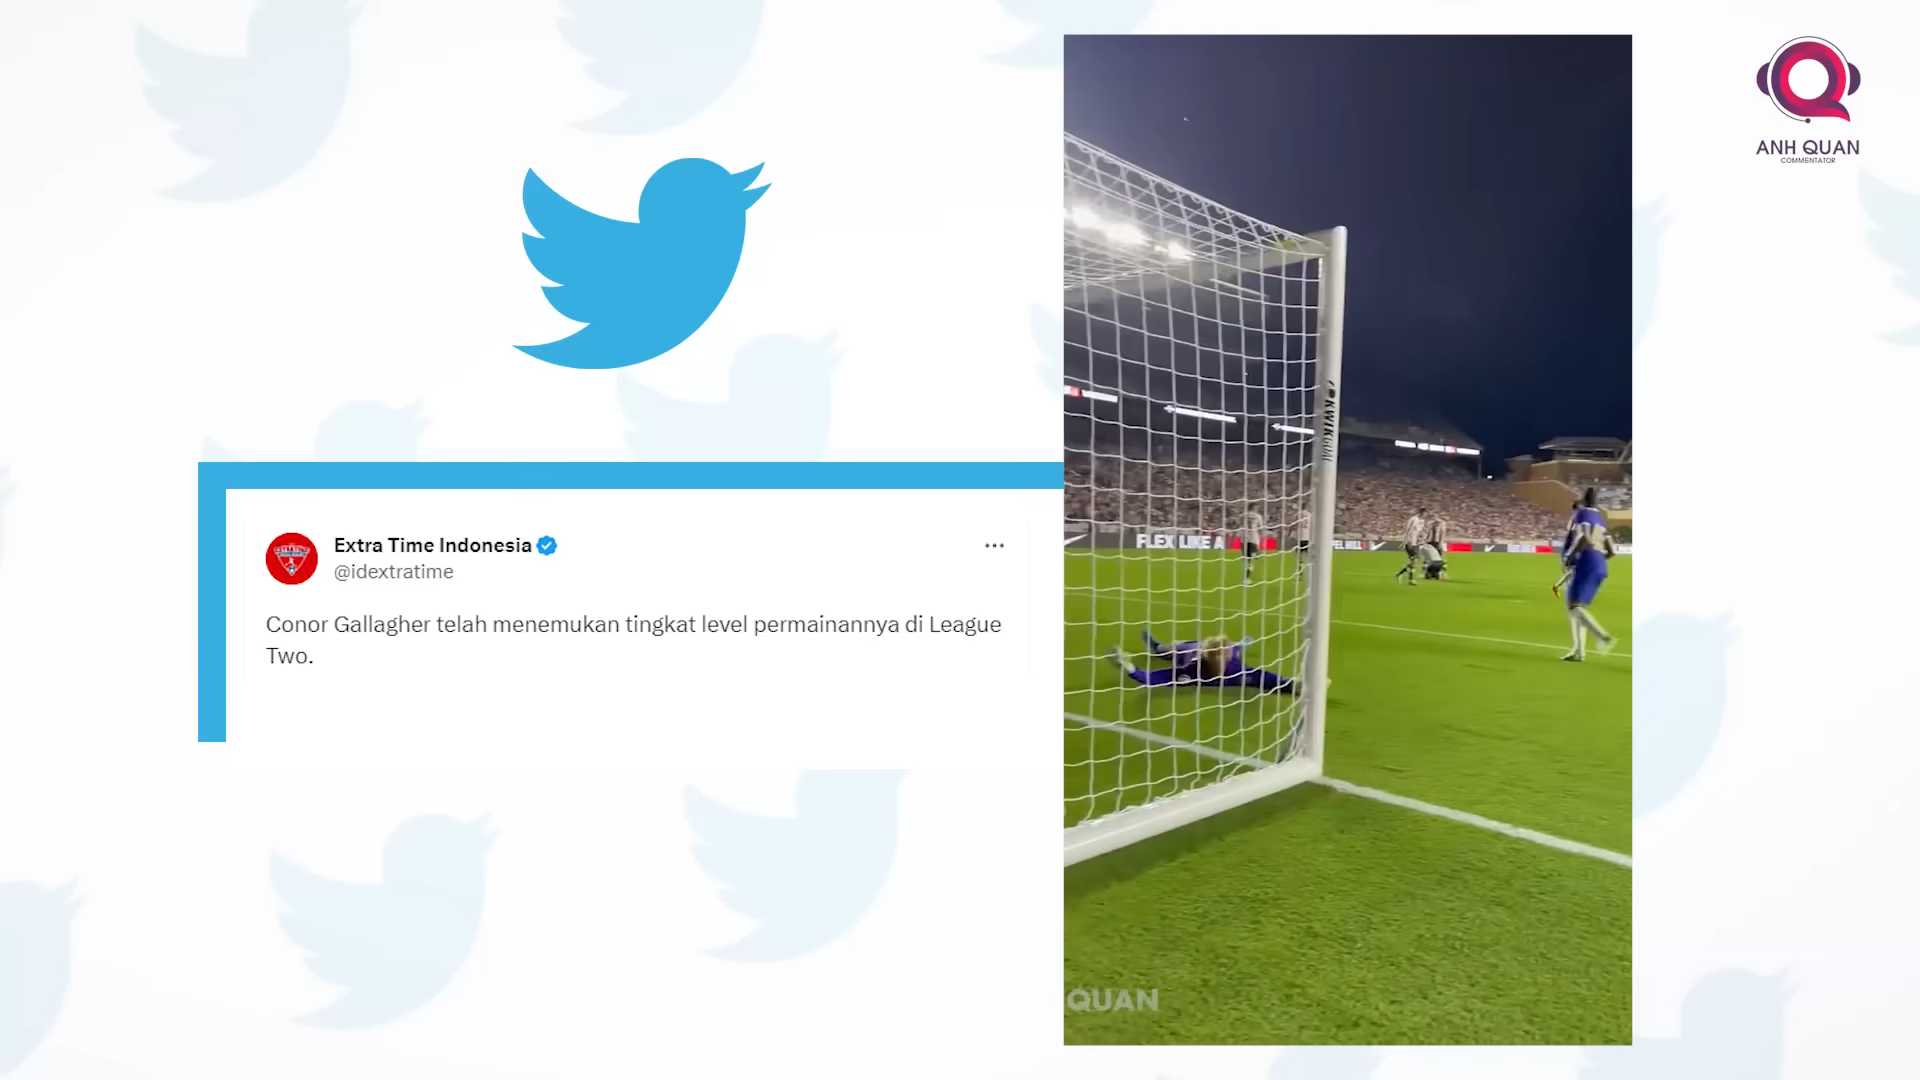 ANH QUAN
COMMENTATOR
Extra Time Indonesia
@idextratime
Conor Gallagher telah menemukan tingkat level permainannya di League
Two.
KWIKGOAL
FLEX LIKE A
QUAN